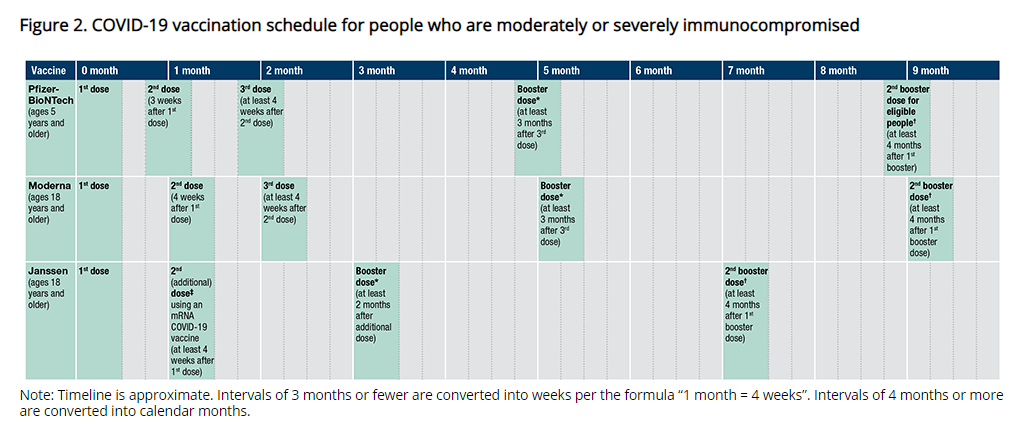 Figure 2. COVID-19 vaccination schedule for people who are moderately or severely immunocompromised
Vaccine 0 month 1 month 2 month 3 month 4 month 5 month 6 month 7 month 8 month 9 month
Pfizer-
BioNTech
(ages 5
years and
older)
1st dose
2nd dose
(3 weeks
after 1st
dose)
3rd dose
(at least 4
weeks after
2nd dose)
Booster
dose*
(at least
3 months
after 3rd
dose)
2nd booster
dose for
eligible
people†
(at least
4 months
after 1st
booster)
Moderna
(ages 18
years and
older)
1st dose
2nd dose
(4 weeks
after 1st
dose)
3rd dose
(at least 4
weeks after
2nd dose)
Booster
dose*
(at least
3 months
after 3rd
dose)
2nd booster
dose†
(at least
4 months
after 1st
booster
dose)
Janssen
(ages 18
years and
older)
1st dose
2nd
(additional)
dose‡
using an
mRNA
COVID-19
vaccine
(at least 4
weeks after
1st dose)
Booster
dose*
(at least
2 months
after
additional
dose)
2nd booster
dose†
(at least
4 months
after 1st
booster
dose)
Note: Timeline is approximate. Intervals of 3 months or fewer are converted into weeks per the formula “1 month = 4 weeks”. Intervals of 4 months or more
are converted into calendar months.